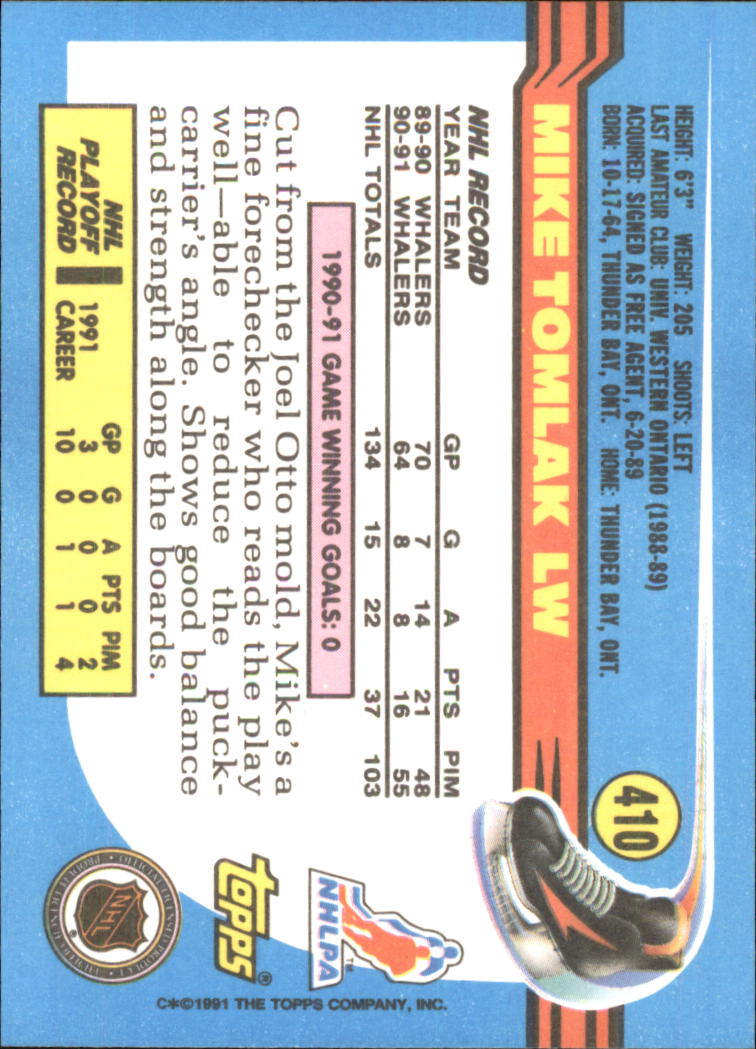 410
HEIGHT: 6'3" WEIGHT: 205 SHOOTS: LEFT
LAST AMATEUR CLUB: UNIV. WESTERN ONTARIO (1988-89)
ACQUIRED: SIGNED AS FREE AGENT, 6-20-89
BORN: 10-17-64, THUNDER BAY, ONT. HOME: THUNDER BAY, ONT.
MIKE TOMLAK LW
NHL RECORD
YEAR TEAM GP G A PTS PIM
89-90 WHALERS 70 7 14 21 48
90-91 WHALERS 64 8 8 16 55
NHL TOTALS 134 15 22 37 103
1990-91 GAME WINNING GOALS: 0
Cut from the Joel Otto mold, Mike's a
fine forechecker who reads the play
well—able to reduce the puck-
carrier's angle. Shows good balance
and strength along the boards.
NHL
PLAYOFF
RECORD
GP G A PTS PIM
1991 3 0 0 0 2
CAREER 10 0 1 1 4
NHLPA™
topps®
NHL ®
C*©1991 THE TOPPS COMPANY, INC.